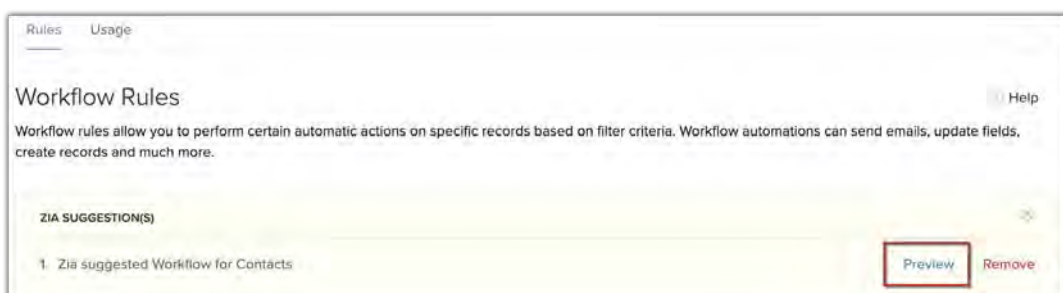 Rules Usage
Workflow Rules
Help
Workflow rules allow you to perform certain automatic actions on specific records based on filter criteria. Workflow automations can send emails, update fields,
create records and much more.
ZIA SUGGESTION(S)
1. Zia suggested Workflow for Contacts Preview Remove